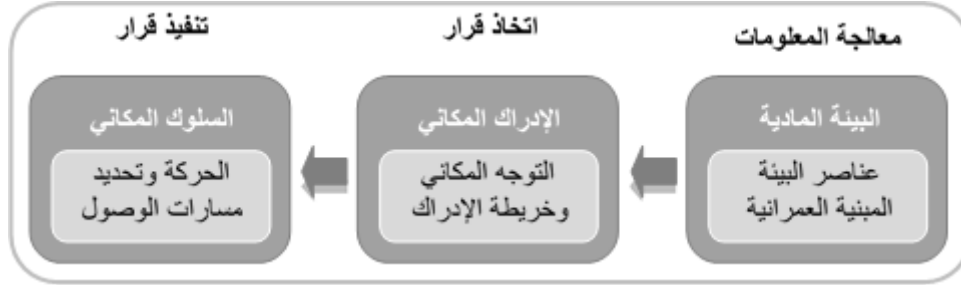 معالجة المعلومات
اتخاذ قرار
تنفيذ قرار
البيئة المادية
عناصر البيئة
المبنية العمرانية
الإدراك المكاني
التوجه المكاني
وخريطة الإدراك
السلوك المكاني
الحركة وتحديد
مسارات الوصول